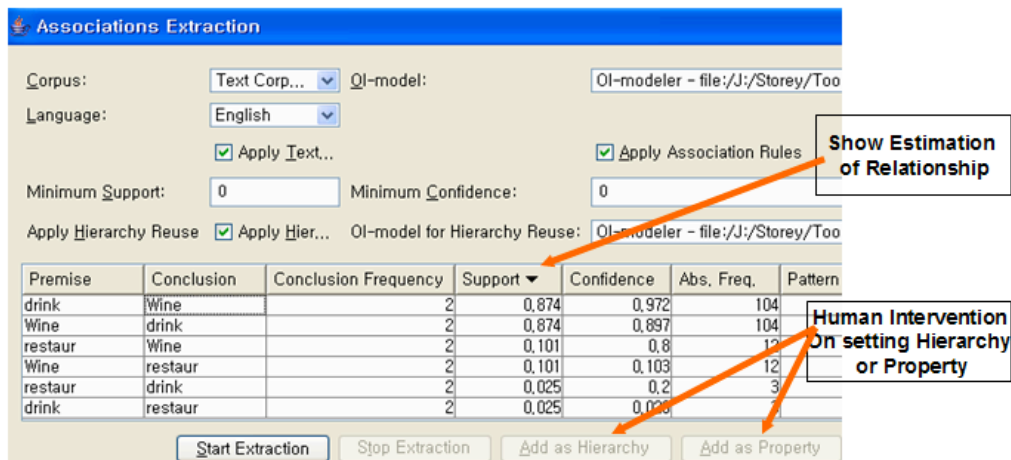 Associations Extraction
Corpus: Text Corp... OI-model: OI-modeler - file:/J:/Storey/Too
Language: English
Apply Text... Apply Association Rules
Show Estimation
of Relationship
Minimum Support: 0 Minimum Confidence: 0
Apply Hierarchy Reuse Apply Hier... OI-model for Hierarchy Reuse: OI-modeler - file:/J:/Storey/Too
Premise Conclusion Conclusion Frequency Support Confidence Abs. Freq. Pattern
drink Wine 2 0,874 0,972 104
Wine drink 2 0,874 0,897 104
restaur Wine 2 0,101 0,8 12
Wine restaur 2 0,101 0,103 12
restaur drink 2 0,025 0,2 3
drink restaur 2 0,025
Human Intervention
On setting Hierarchy
or Property
Start Extraction Stop Extraction Add as Hierarchy Add as Property